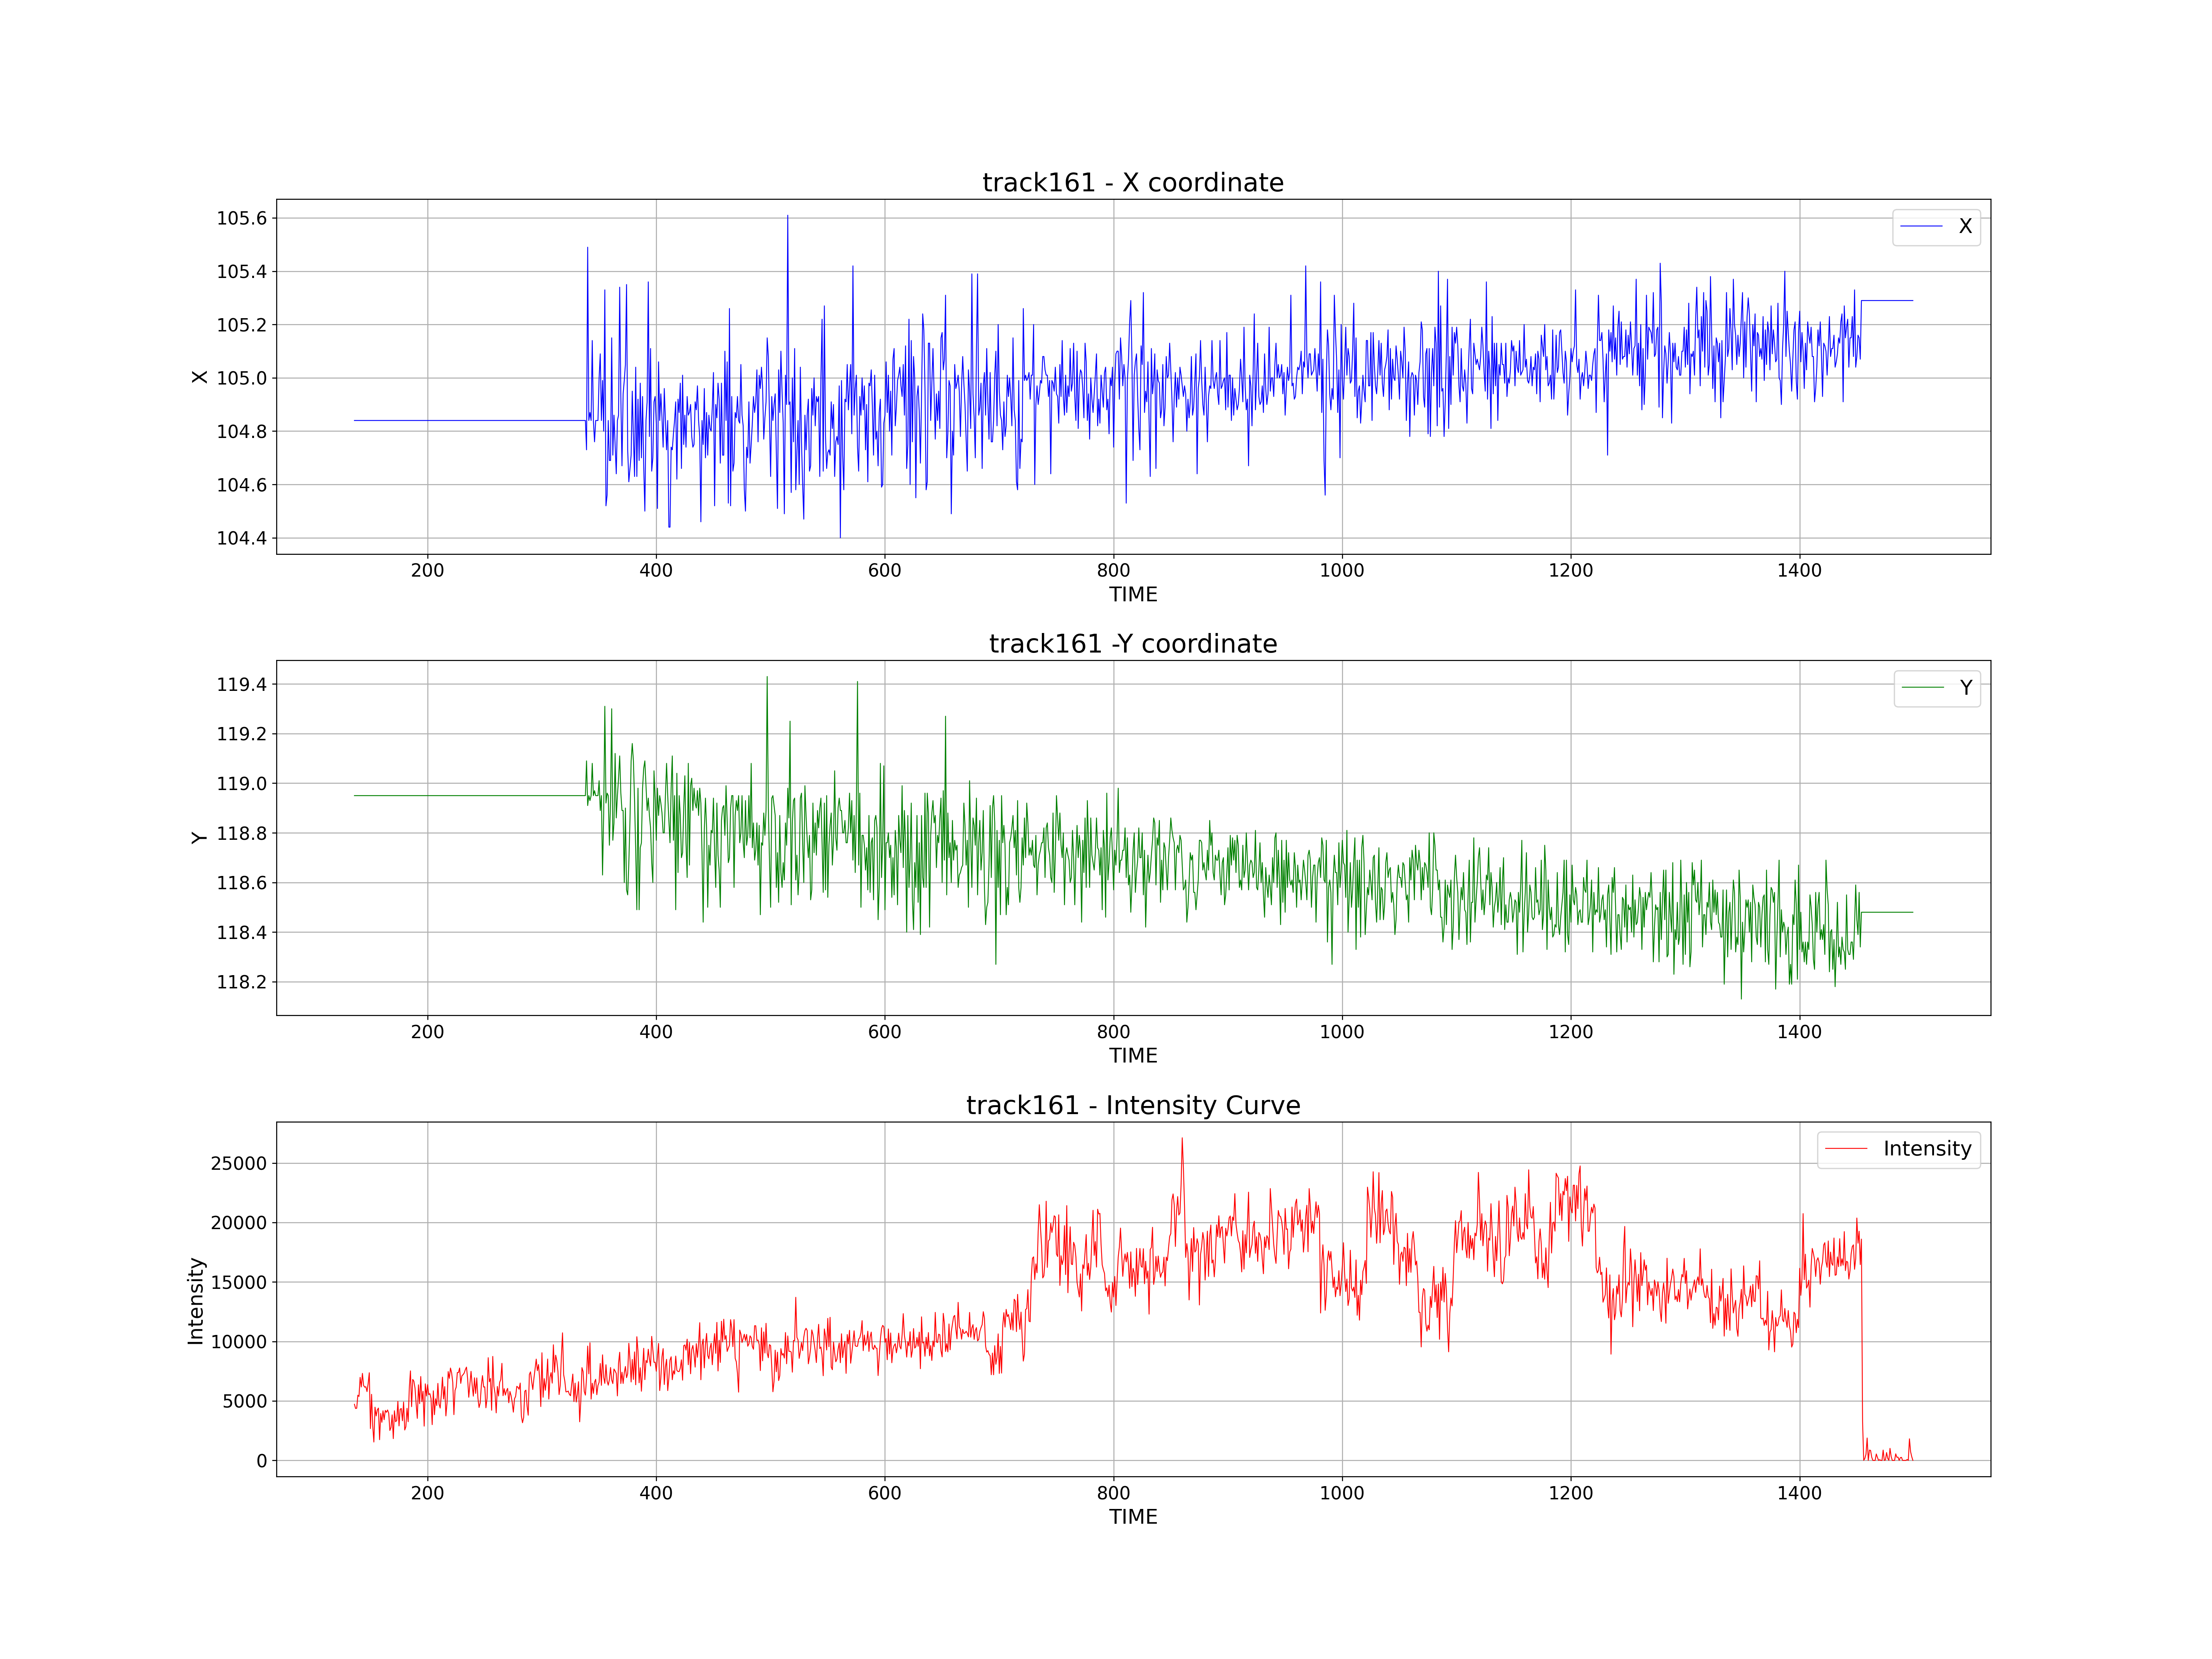 track161 - X coordinate
X
105.6
105.4
105.2
105.0
104.8
104.6
104.4
X
200 400 600 800 1000 1200 1400
TIME
track161 -Y coordinate
Y
119.4
119.2
119.0
118.8
118.6
118.4
118.2
Y
200 400 600 800 1000 1200 1400
TIME
track161 - Intensity Curve
Intensity
25000
20000
15000
10000
5000
0
Intensity
200 400 600 800 1000 1200 1400
TIME